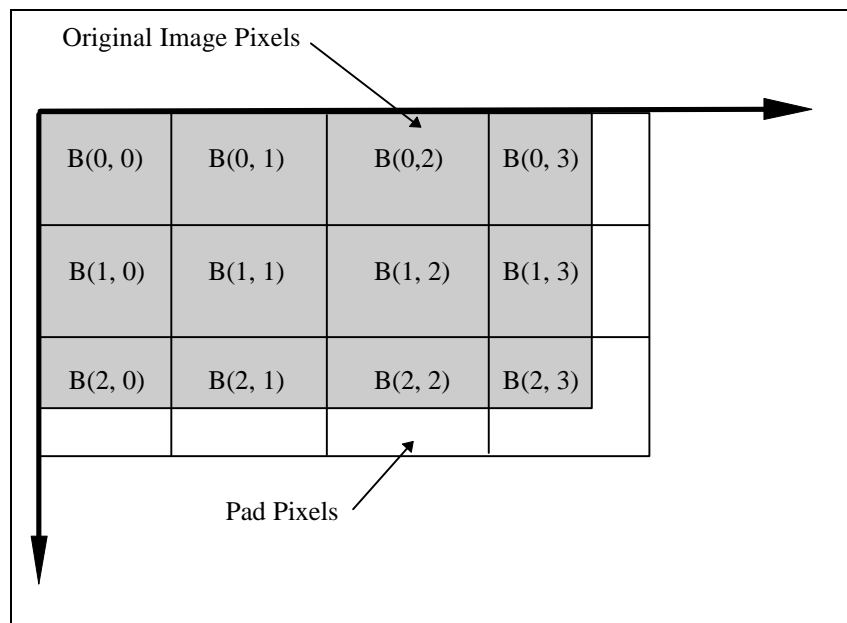 Original Image Pixels
B(0, 0) B(0, 1) B(0,2) B(0, 3)
B(1, 0) B(1, 1) B(1, 2) B(1, 3)
B(2, 0) B(2, 1) B(2, 2) B(2, 3)
Pad Pixels